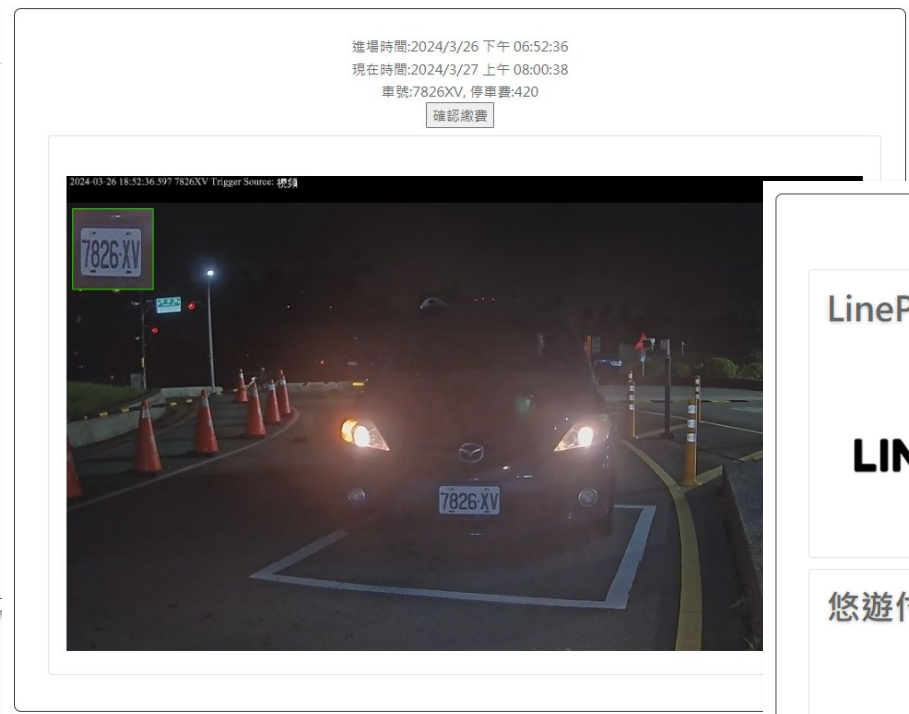 進場時間:2024/3/26 下午 06:52:36
現在時間:2024/3/27 上午 08:00:38
車號:7826XV, 停車費:420
確認繳費
2024-03-26 18:52:36.597 7826XV Trigger Source: 視頻
7826-XV
7826-XV
LineP
LIN
悠遊付